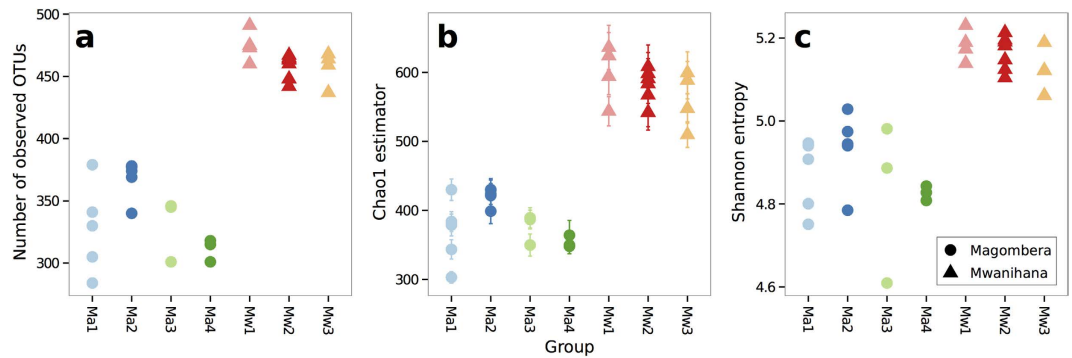 a
Number of observed OTUs
500
450
400
350
300
Ma1
Ma2
Ma3
Ma4
Mw1
Mw2
Mw3
b
Chao1 estimator
600
500
400
300
Ma1
Ma2
Ma3
Ma4
Mw1
Mw2
Mw3
Group
c
Shannon entropy
5.2
5.0
4.8
4.6
Magombera
Mwanihana
Ma1
Ma2
Ma3
Ma4
Mw1
Mw2
Mw3